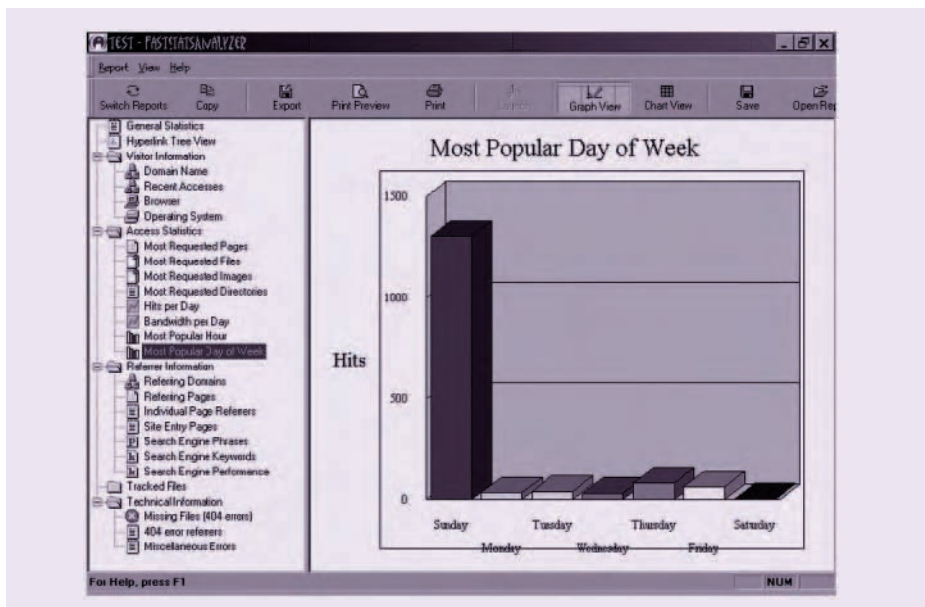 TEST - FASTSTATSANALYZER
Report View Help
Switch Reports Copy Export Print Preview Print Graph View Chart View Save Open Rep
General Statistics
Hyperlink Tree View
Visitor Information
Domain Name
Recent Accesses
Browser
Operating System
Access Statistics
Most Requested Pages
Most Requested Files
Most Requested Images
Most Requested Directories
Hits per Day
Bandwidth per Day
Most Popular Hour
Most Popular Day of Week
Referrer Information
Referring Domains
Referring Pages
Individual Page Referrers
Site Entry Pages
Search Engine Phrases
Search Engine Keywords
Search Engine Performance
Tracked Files
Technical Information
Missing Files (404 errors)
404 error referrers
Miscellaneous Errors
Most Popular Day of Week
1500
1000
Hits
500
0
Sunday Tuesday Thursday Saturday
Monday Wednesday Friday
For Help, press F1 NUM